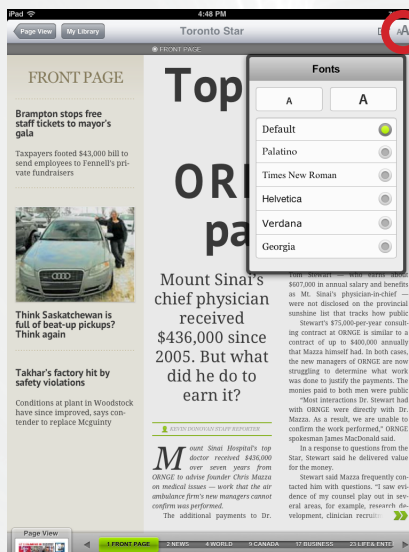 iPad
4:48 PM
Page View
My Library
Toronto Star
AA
FRONT PAGE
FRONT PAGE
Brampton stops free
staff tickets to mayor's
gala
Taxpayers footed $43,000 bill to
send employees to Fennell's pri-
vate fundraisers
Think Saskatchewan is
full of beat-up pickups?
Think again
Takhar's factory hit by
safety violations
Conditions at plant in Woodstock
have since improved, says con-
tender to replace Mcguinty
Top
ORN
pa
Mount Sinai's
chief physician
received
$436,000 since
2005. But what
did he do to
earn it?
KEVIN DONOVAN STAFF REPORTER
Mount Sinai Hospital's top
doctor received $436,000
over seven years from
ORNGE to advise founder Chris Mazza
on medical issues — work that the air
ambulance firm's new managers cannot
confirm was performed.
The additional payments to Dr.
Fonts
A
A
Default
Palatino
Times New Roman
Helvetica
Verdana
Georgia
Tom Stewart — who earns about
$607,000 in annual salary and benefits
as Mt. Sinai's physician-in-chief —
were not disclosed on the provincial
sunshine list that tracks how public
Stewart's $75,000-per-year consult-
ing contract at ORNGE is similar to a
contract of up to $400,000 annually
that Mazza himself had. In both cases,
the new managers of ORNGE are now
struggling to determine what work
was done to justify the payments. The
monies paid to both men were public
"Most interactions Dr. Stewart had
with ORNGE were directly with Dr.
Mazza. As a result, we are unable to
confirm the work performed," ORNGE
spokesman James MacDonald said.
In a response to questions from the
Star, Stewart said he delivered value
for the money.
Stewart said Mazza frequently con-
tacted him with questions. "I saw evi-
dence of my counsel play out in sev-
eral areas, for example, research de-
velopment, clinician recruit
Page View
1 FRONT PAGE
2 NEWS
4 WORLD
9 CANADA
17 BUSINESS
23 LIFE& ENTE